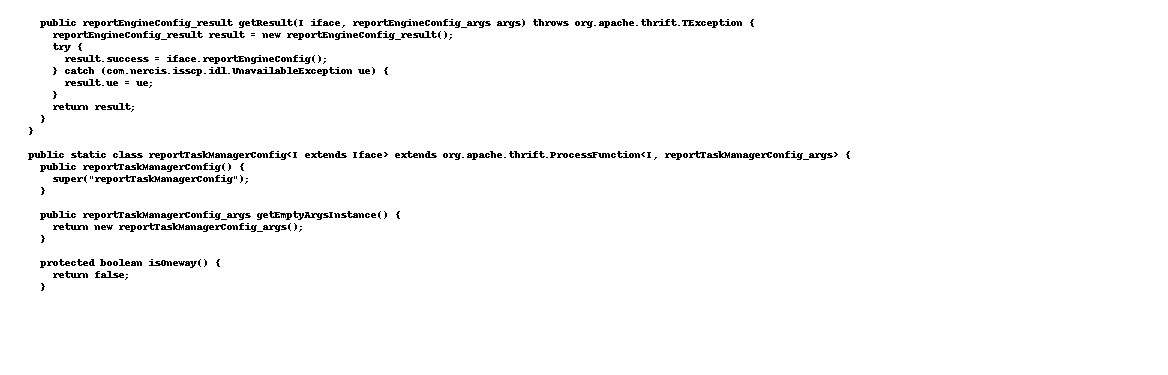 public reportEngineConfig_result getResult(I iface, reportEngineConfig_args args) throws org.apache.thrift.TException {
reportEngineConfig_result result = new reportEngineConfig_result();
try {
result.success = iface.reportEngineConfig();
} catch (com.nercis.isscp.idl.UnavailableException ue) {
result.ue = ue;
}
return result;
}
}
public static class reportTaskManagerConfig<I extends Iface> extends org.apache.thrift.ProcessFunction<I, reportTaskManagerConfig_args> {
public reportTaskManagerConfig() {
super("reportTaskManagerConfig");
}
public reportTaskManagerConfig_args getEmptyArgsInstance() {
return new reportTaskManagerConfig_args();
}
protected boolean isOneway() {
return false;
}